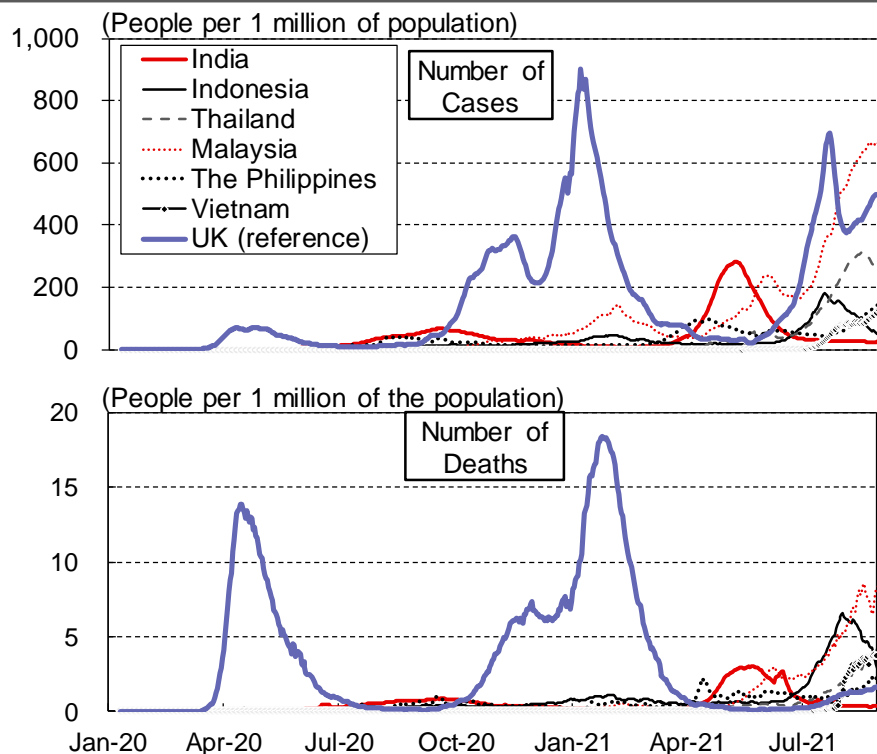 (People per 1 million of population)
1,000
800
600
400
200
0
India
Indonesia
Thailand
Malaysia
The Philippines
Vietnam
UK (reference)
Number of
Cases
(People per 1 million of the population)
20
15
10
5
0
Number of
Deaths
Jan-20 Apr-20 Jul-20 Oct-20 Jan-21 Apr-21 Jul-21